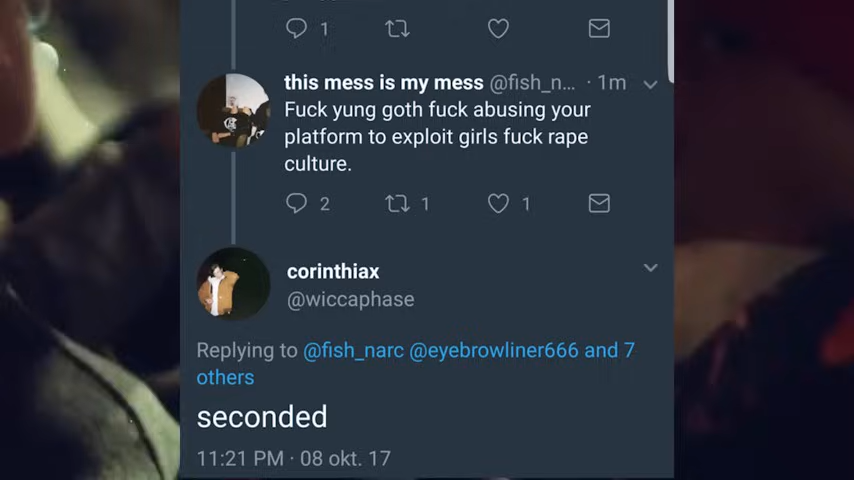 1
this mess is my mess @fish_n... · 1m
Fuck yung goth fuck abusing your
platform to exploit girls fuck rape
culture.
2 1 1
corinthiax
@wiccaphase
Replying to @fish_narc @eyebrowliner666 and 7
others
seconded
11:21 PM · 08 okt. 17